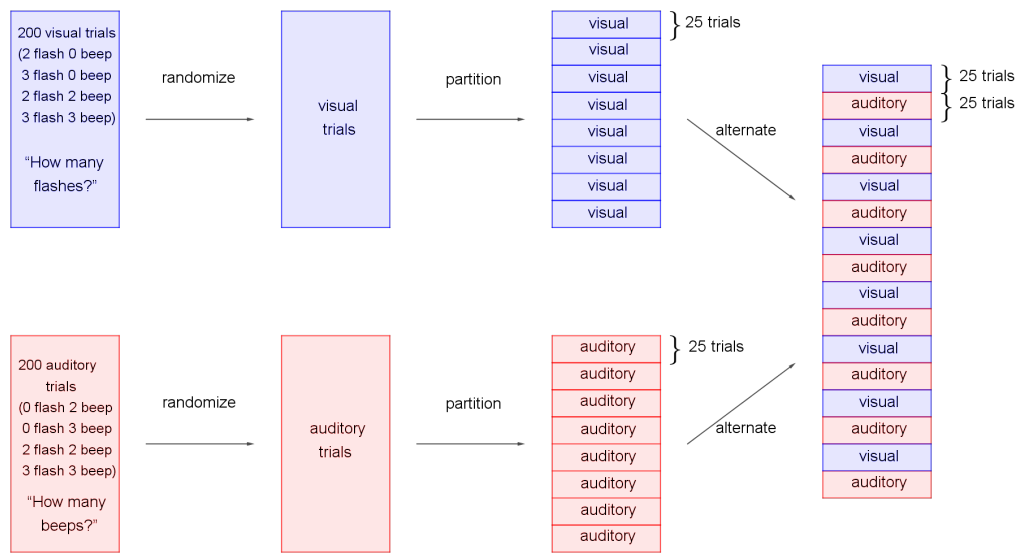 200 visual trials
(2 flash 0 beep
3 flash 0 beep
2 flash 2 beep
3 flash 3 beep)
“How many
flashes?”
randomize
visual
trials
partition
visual
visual
visual
visual
visual
visual
visual
visual
25 trials
alternate
200 auditory
trials
(0 flash 2 beep
0 flash 3 beep
2 flash 2 beep
3 flash 3 beep)
“How many
beeps?”
randomize
auditory
trials
partition
auditory
auditory
auditory
auditory
auditory
auditory
auditory
auditory
25 trials
alternate
visual
auditory
visual
auditory
visual
auditory
visual
auditory
visual
auditory
visual
auditory
visual
auditory
visual
auditory
25 trials
25 trials